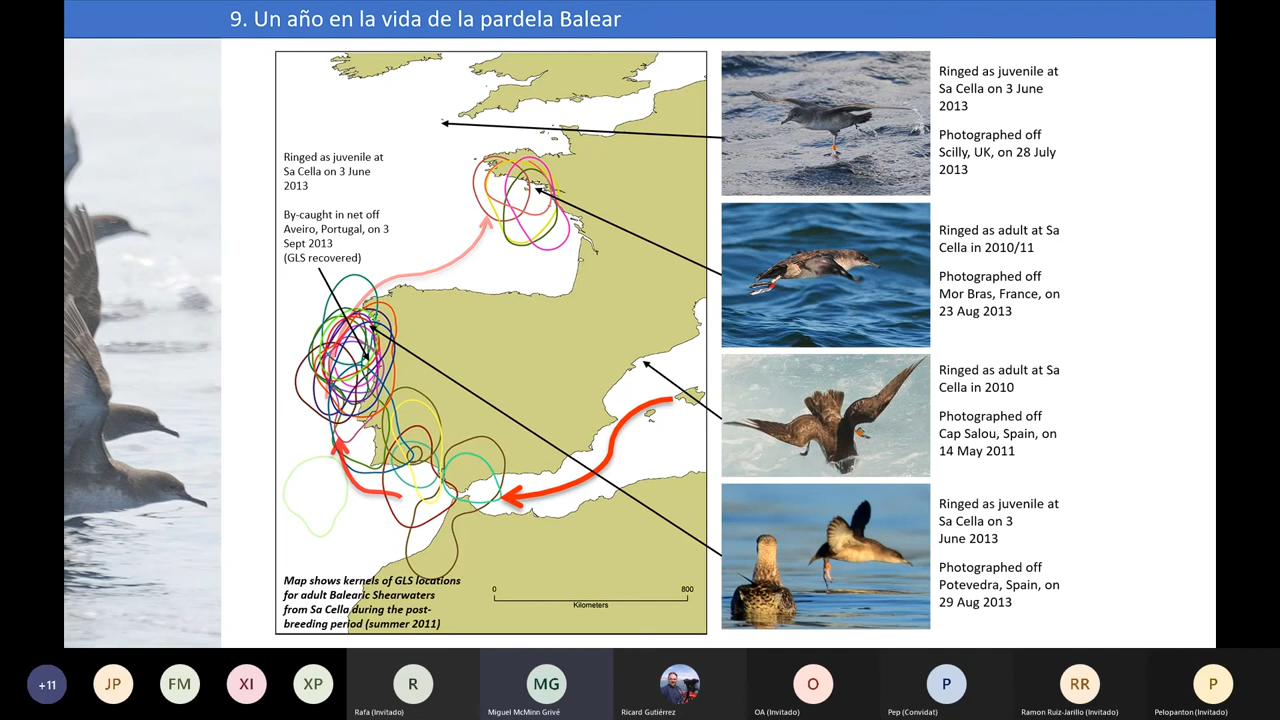 9. Un año en la vida de la pardela Balear
Ringed as juvenile at
Sa Cella on 3 June
2013
By-caught in net off
Aveiro, Portugal, on 3
Sept 2013
(GLS recovered)
Map shows kernels of GLS locations
for adult Balearic Shearwaters
from Sa Cella during the post-
breeding period (summer 2011)
0
800
Kilometers
Ringed as juvenile at
Sa Cella on 3 June
2013
Photographed off
Scilly, UK, on 28 July
2013
Ringed as adult at Sa
Cella in 2010/11
Photographed off
Mor Bras, France, on
23 Aug 2013
Ringed as adult at Sa
Cella in 2010
Photographed off
Cap Salou, Spain, on
14 May 2011
Ringed as juvenile at
Sa Cella on 3
June 2013
Photographed off
Potevedra, Spain, on
29 Aug 2013
+11
JP
FM
XI
XP
R
Rafa (Invitado)
MG
Miguel McMinn Grivé
Ricard Gutiérrez
O
OA (Invitado)
P
Pep (Convidat)
RR
Ramon Ruiz-Jarillo (Invitado)
P
Pelopanton (Invitado)